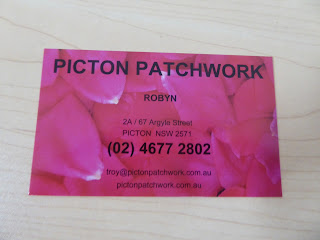 PICTON PATCHWORK
ROBYN
2A / 67 Argyle Street
PICTON NSW 2571
(02) 4677 2802
troy@pictonpatchwork.com.au
pictonpatchwork.com.au